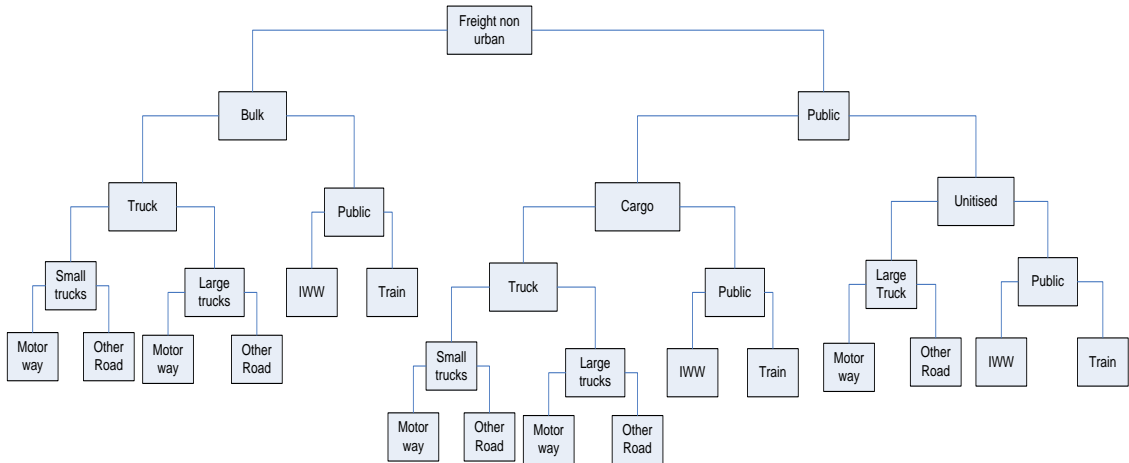 Freight non
urban
Bulk
Public
Truck
Public
Cargo
Unitised
Small
trucks
Large
trucks
IWW
Train
Truck
Public
Large
Truck
Public
Motor
way
Other
Road
Motor
way
Other
Road
Small
trucks
Large
trucks
IWW
Train
Motor
way
Other
Road
IWW
Train
Motor
way
Other
Road
Motor
way
Other
Road